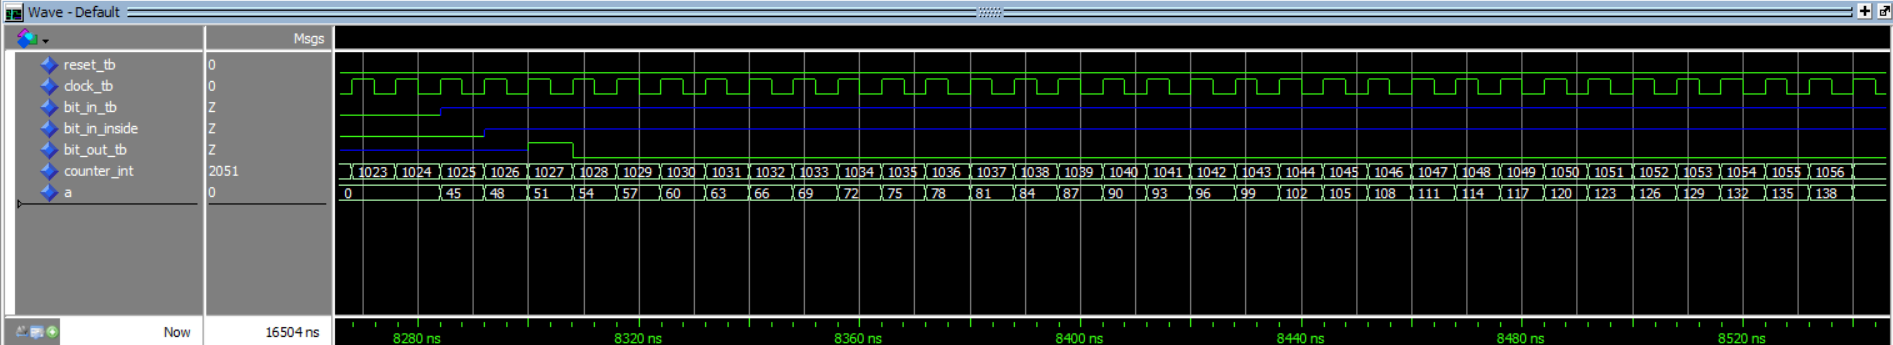 Wave - Default
Msgs
reset_tb 0
clock_tb 0
bit_in_tb Z
bit_in_inside Z
bit_out_tb Z
counter_int 2051 1023 1024 1025 1026 1027 1028 1029 1030 1031 1032 1033 1034 1035 1036 1037 1038 1039 1040 1041 1042 1043 1044 1045 1046 1047 1048 1049 1050 1051 1052 1053 1054 1055 1056
a 0 0 45 48 51 54 57 60 63 66 69 72 75 78 81 84 87 90 93 96 99 102 105 108 111 114 117 120 123 126 129 132 135 138
Now 16504 ns 8280 ns 8320 ns 8360 ns 8400 ns 8440 ns 8480 ns 8520 ns